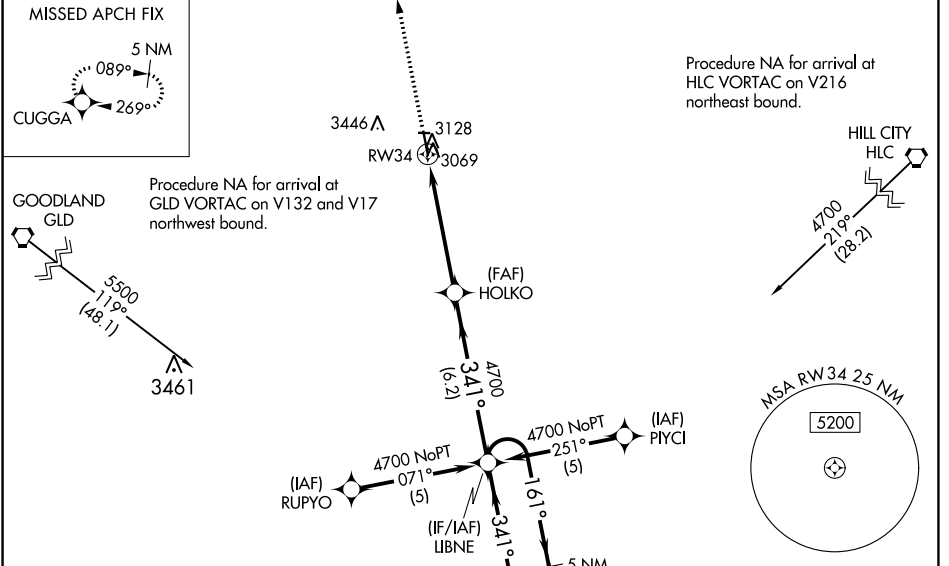 MISSED APCH FIX
5 NM
089°
269°
CUGGA
Procedure NA for arrival at
HLC VORTAC on V216
northeast bound.
3446
3128
RW34
3069
HILL CITY
HLC
GOODLAND
GLD
Procedure NA for arrival at
GLD VORTAC on V132 and V17
northwest bound.
4700
219°
(28.2)
5500
119°
(48.1)
3461
(FAF)
HOLKO
4700
341°
(6.2)
MSA RW34 25 NM
5200
4700 NoPT
251°
(5)
(IAF)
PIYCI
4700 NoPT
071°
(5)
(IAF)
RUPYO
(IF/IAF)
LIBNE
341°
161°
5 NM